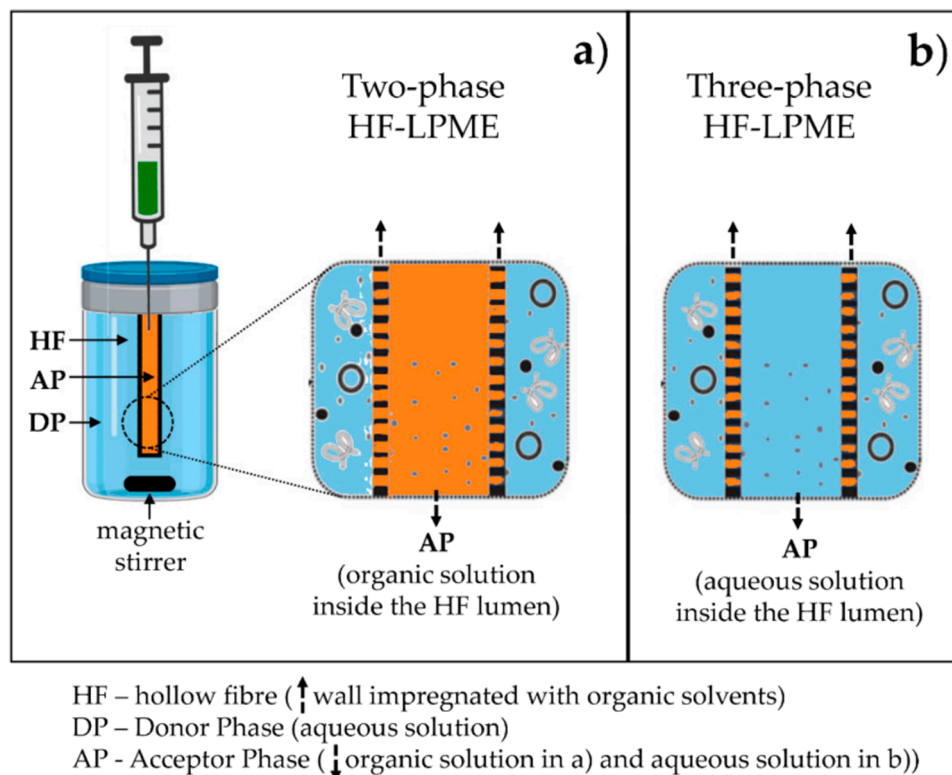 a)
Two-phase
HF-LPME
HF
AP
DP
magnetic
stirrer
AP
(organic solution
inside the HF lumen)
b)
Three-phase
HF-LPME
AP
(aqueous solution
inside the HF lumen)
HF – hollow fibre (wall impregnated with organic solvents)
DP – Donor Phase (aqueous solution)
AP - Acceptor Phase (organic solution in a) and aqueous solution in b))